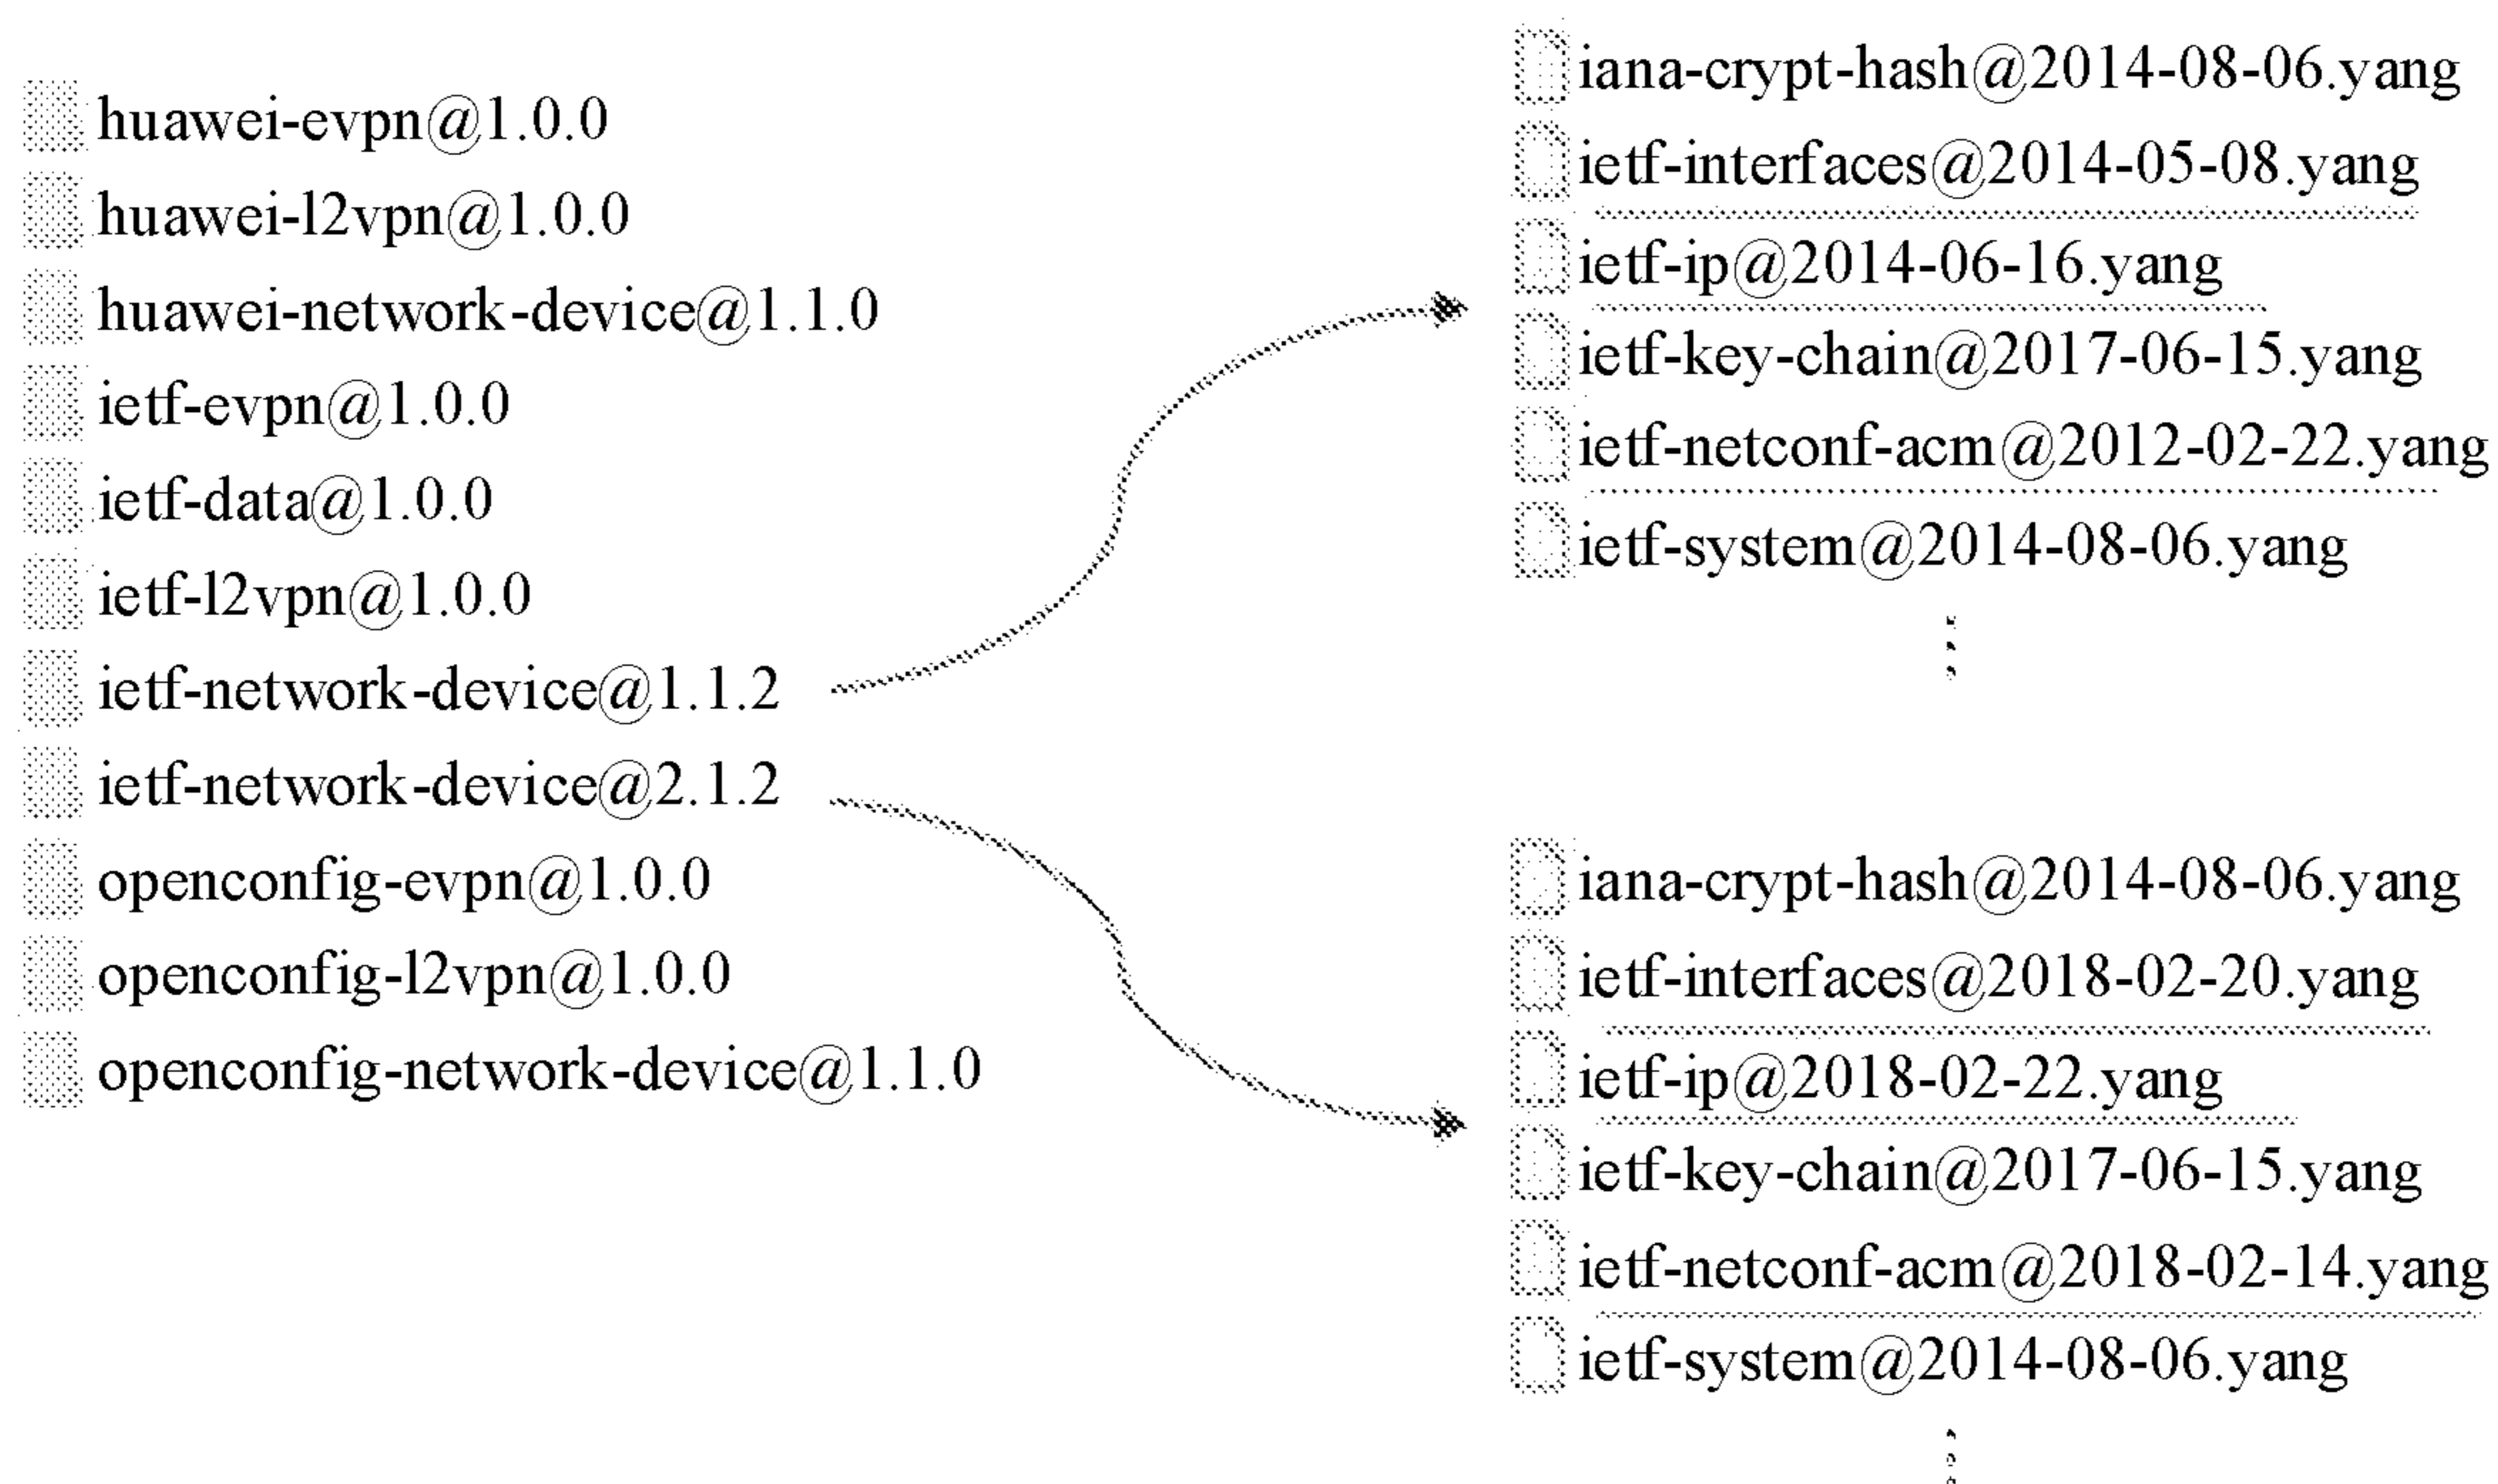 huawei-evpn@1.0.0
huawei-l2vpn@1.0.0
huawei-network-device@1.1.0
ietf-evpn@1.0.0
ietf-data@1.0.0
ietf-l2vpn@1.0.0
ietf-network-device@1.1.2
ietf-network-device@2.1.2
openconfig-evpn@1.0.0
openconfig-l2vpn@1.0.0
openconfig-network-device@1.1.0
iana-crypt-hash@2014-08-06.yang
ietf-interfaces@2014-05-08.yang
ietf-ip@2014-06-16.yang
ietf-key-chain@2017-06-15.yang
ietf-netconf-acm@2012-02-22.yang
ietf-system@2014-08-06.yang
iana-crypt-hash@2014-08-06.yang
ietf-interfaces@2018-02-20.yang
ietf-ip@2018-02-22.yang
ietf-key-chain@2017-06-15.yang
ietf-netconf-acm@2018-02-14.yang
ietf-system@2014-08-06.yang